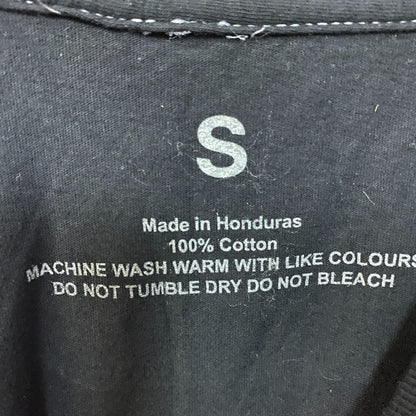 S
Made in Honduras
100% Cotton
MACHINE WASH WARM WITH LIKE COLOURS
DO NOT TUMBLE DRY DO NOT BLEACH